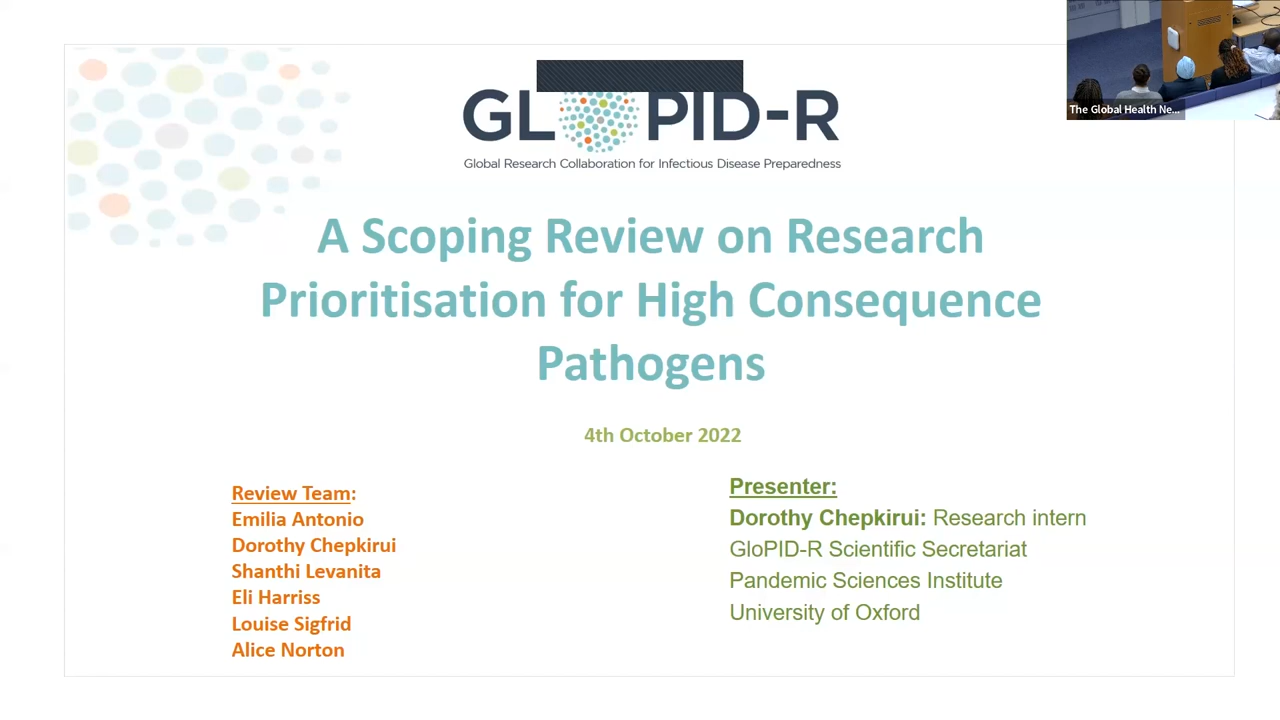 GLOPID-R
Global Research Collaboration for Infectious Disease Preparedness
The Global Health Ne...
A Scoping Review on Research
Prioritisation for High Consequence
Pathogens
4th October 2022
Review Team:
Emilia Antonio
Dorothy Chepkirui
Shanthi Levanita
Eli Harriss
Louise Sigfrid
Alice Norton
Presenter:
Dorothy Chepkirui: Research intern
GloPID-R Scientific Secretariat
Pandemic Sciences Institute
University of Oxford